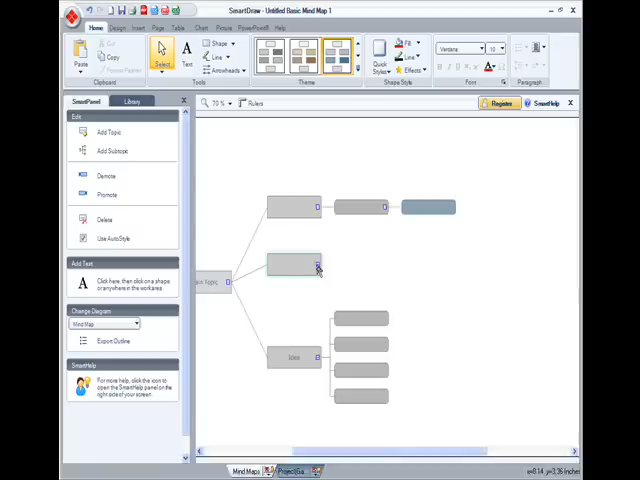 SmartDraw - Untitled Basic Mind Map 1
Home Design Insert Page Table Chart Picture PowerPoint® Help
Paste
Cut
Copy
Format Painter
Clipboard
Select
Text
Shape
Line
Arrowheads
Tools
Theme
Quick Styles
Fill
Line
Effects
Shape Style
Verdana 10
Font
Paragraph
SmartPanel Library
70 % Rulers
Register SmartHelp
Edit
Add Topic
Add Subtopic
Demote
Promote
Delete
Use AutoStyle
Add Text
A Click here, then click on a shape
or anywhere in the work area.
Change Diagram
Mind Map
Export Outline
SmartHelp
For more help, click the icon to
open the SmartHelp panel on the
right side of your screen.
ain Topic
Idea
Mind Maps